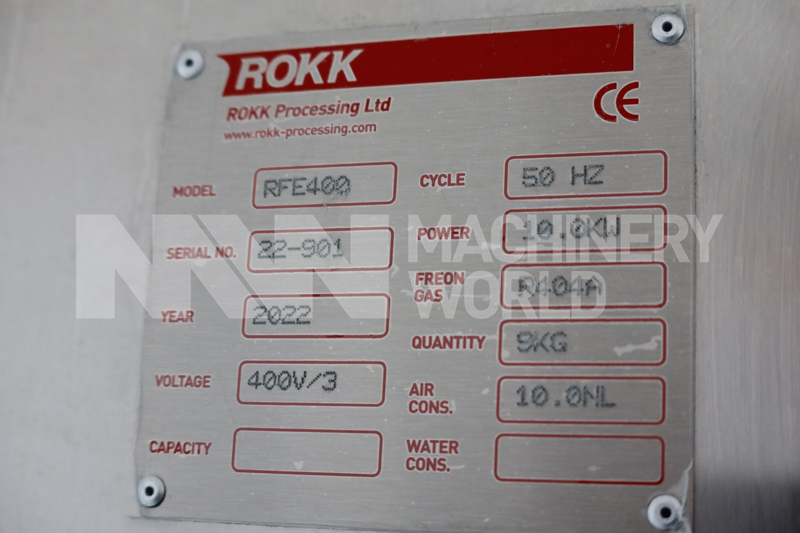 ROKK
ROKK Processing Ltd
www.rokk-processing.com
CE
MODEL RFE400
SERIAL NO. 22-901
YEAR 2022
VOLTAGE 400V/3
CAPACITY
CYCLE 50 HZ
POWER 10.0KW
FREON GAS R404A
QUANTITY 9KG
AIR CONS. 10.0NL
WATER CONS.
MACHINERY
WORLD